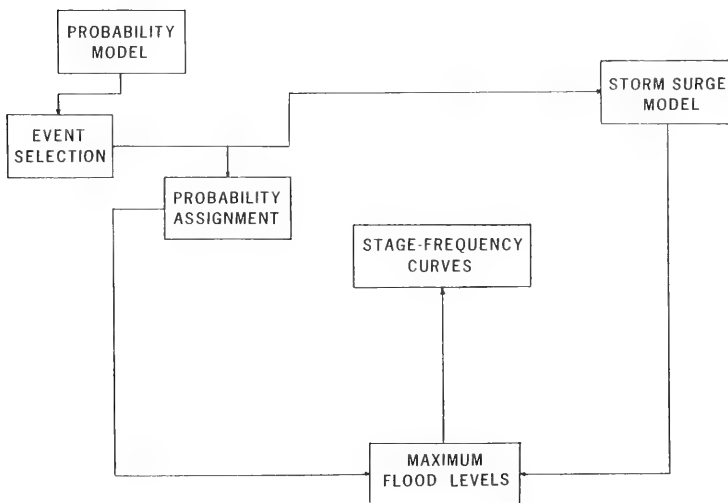 PROBABILITY
MODEL
STORM SURGE
MODEL
EVENT
SELECTION
PROBABILITY
ASSIGNMENT
STAGE-FREQUENCY
CURVES
MAXIMUM
FLOOD LEVELS